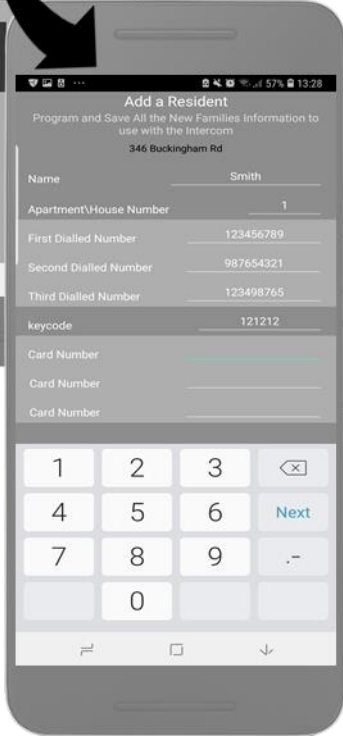 57% 13:28
Add a Resident
Program and Save All the New Families Information to
use with the Intercom
346 Buckingham Rd
Name Smith
Apartment\House Number 1
First Dialled Number 123456789
Second Dialled Number 987654321
Third Dialled Number 123498765
keycode 121212
Card Number
Card Number
Card Number
1 2 3
4 5 6 Next
7 8 9 .-
0